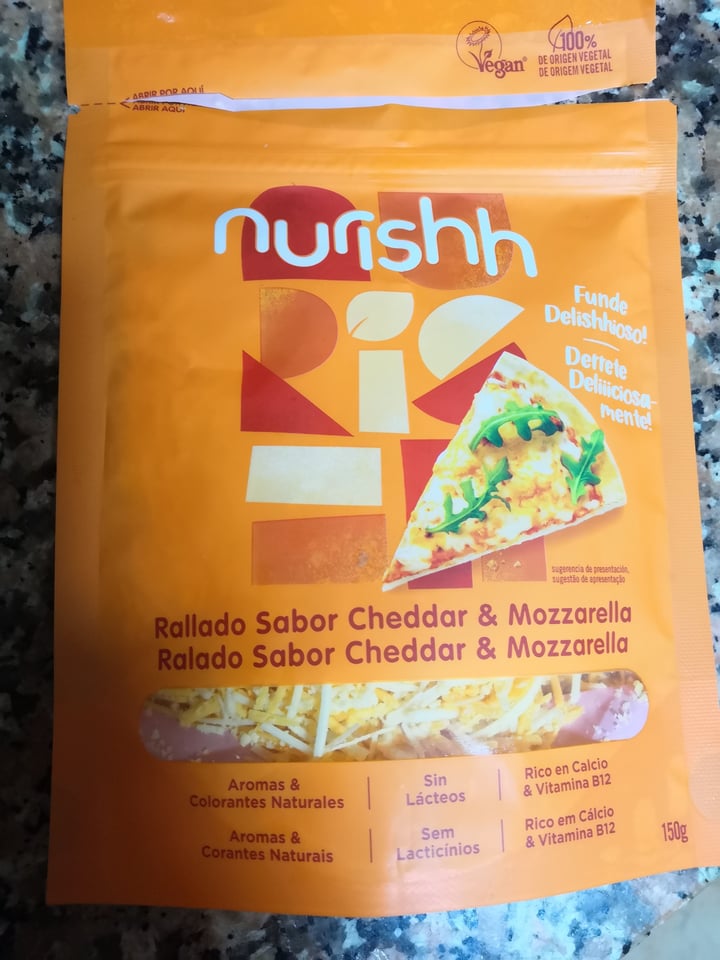 Vegan
100%
DE ORIGEN VEGETAL
DE ORIGEM VEGETAL
ABRIR POR AQUÍ
ABRIR AQUI
nurishh
Funde
Delishhioso!
Derrete
Deliiiciosa-
mente!
sugerencia de presentación,
sugestão de apresentação
Rallado Sabor Cheddar & Mozzarella
Ralado Sabor Cheddar & Mozzarella
Aromas &
Colorantes Naturales
Sin
Lácteos
Rico en Calcio
& Vitamina B12
Aromas &
Corantes Naturais
Sem
Lacticínios
Rico em Cálcio
& Vitamina B12
150g